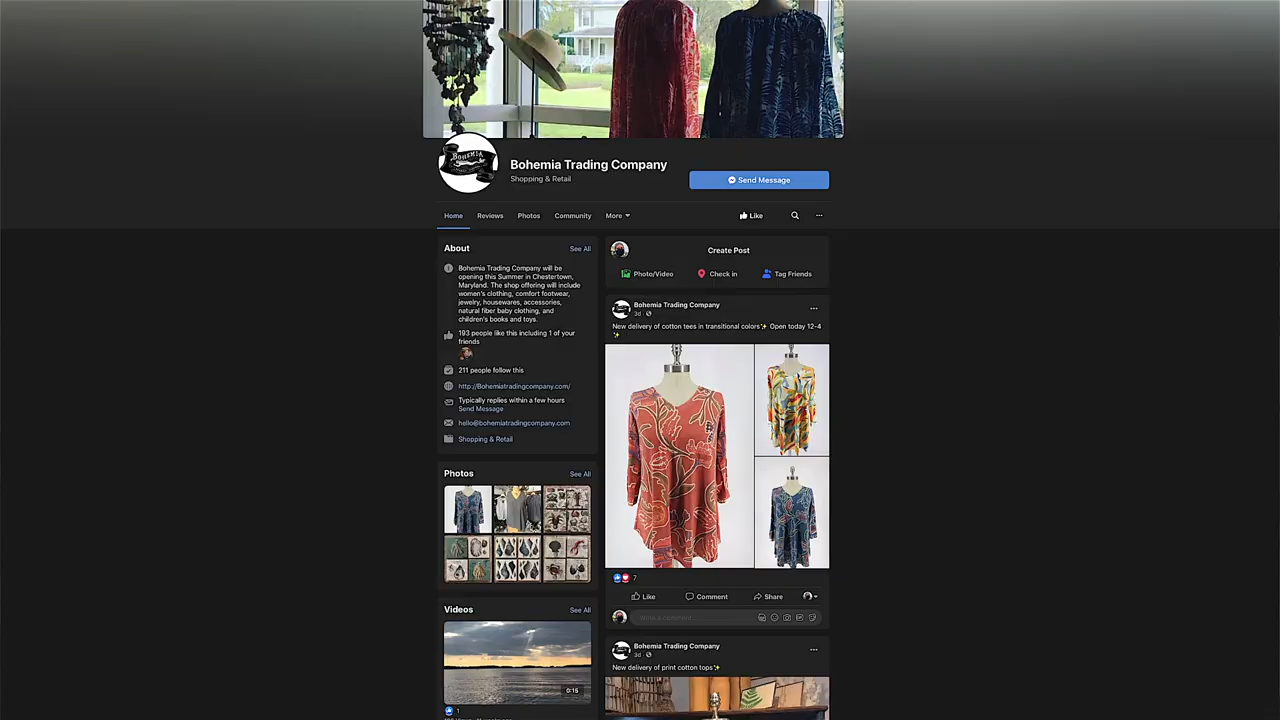 BOHEMIA
Bohemia Trading Company
Shopping & Retail
Send Message
Home
Reviews
Photos
Community
More
Like
About
See All
Bohemia Trading Company will be
opening this Summer in Chestertown,
Maryland. The shop offering will include
women's clothing, comfort footwear,
jewelry, housewares, accessories,
natural fiber baby clothing, and
children's books and toys.
193 people like this including 1 of your
friends
211 people follow this
http://Bohemiatradingcompany.com/
Typically replies within a few hours
Send Message
hello@bohemiatradingcompany.com
Shopping & Retail
Photos
See All
Videos
See All
0:15
1
Create Post
Photo/Video
Check in
Tag Friends
Bohemia Trading Company
3d
New delivery of cotton tees in transitional colors✨ Open today 12-4
✨
7
Like
Comment
Share
Write a comment...
Bohemia Trading Company
3d
New delivery of print cotton tops✨